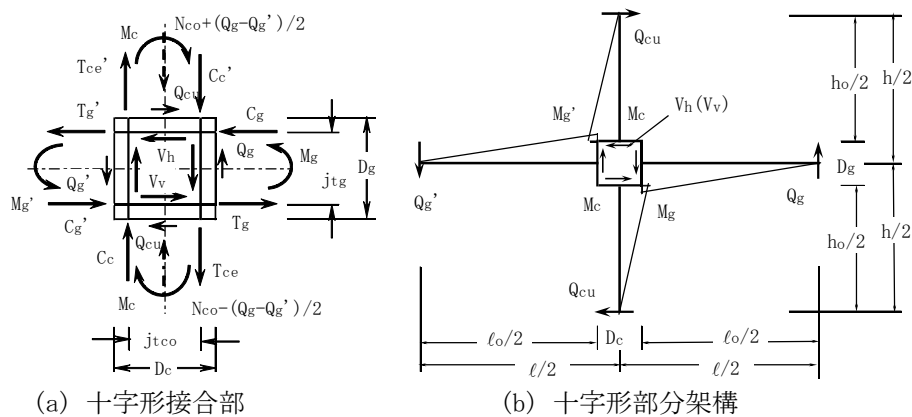 Mc
Nco+(Qg-Qg')/2
Tce'
Cc'
Qcu
Tg'
Cg
Vh
Qg
Mg
jtg
Dg
Qg'
Vv
Mg'
Cg'
Tg
Qcu
Cc
Tce
Mc
Nco-(Qg-Qg')/2
jtco
Dc
(a) 十字形接合部
Qcu
ho/2
h/2
Mg'
Mc
Vh(Vv)
Dg
Qg'
Mc
Mg
Qg
ho/2
h/2
Qcu
ℓo/2
Dc
ℓo/2
ℓ/2
ℓ/2
(b) 十字形部分架構